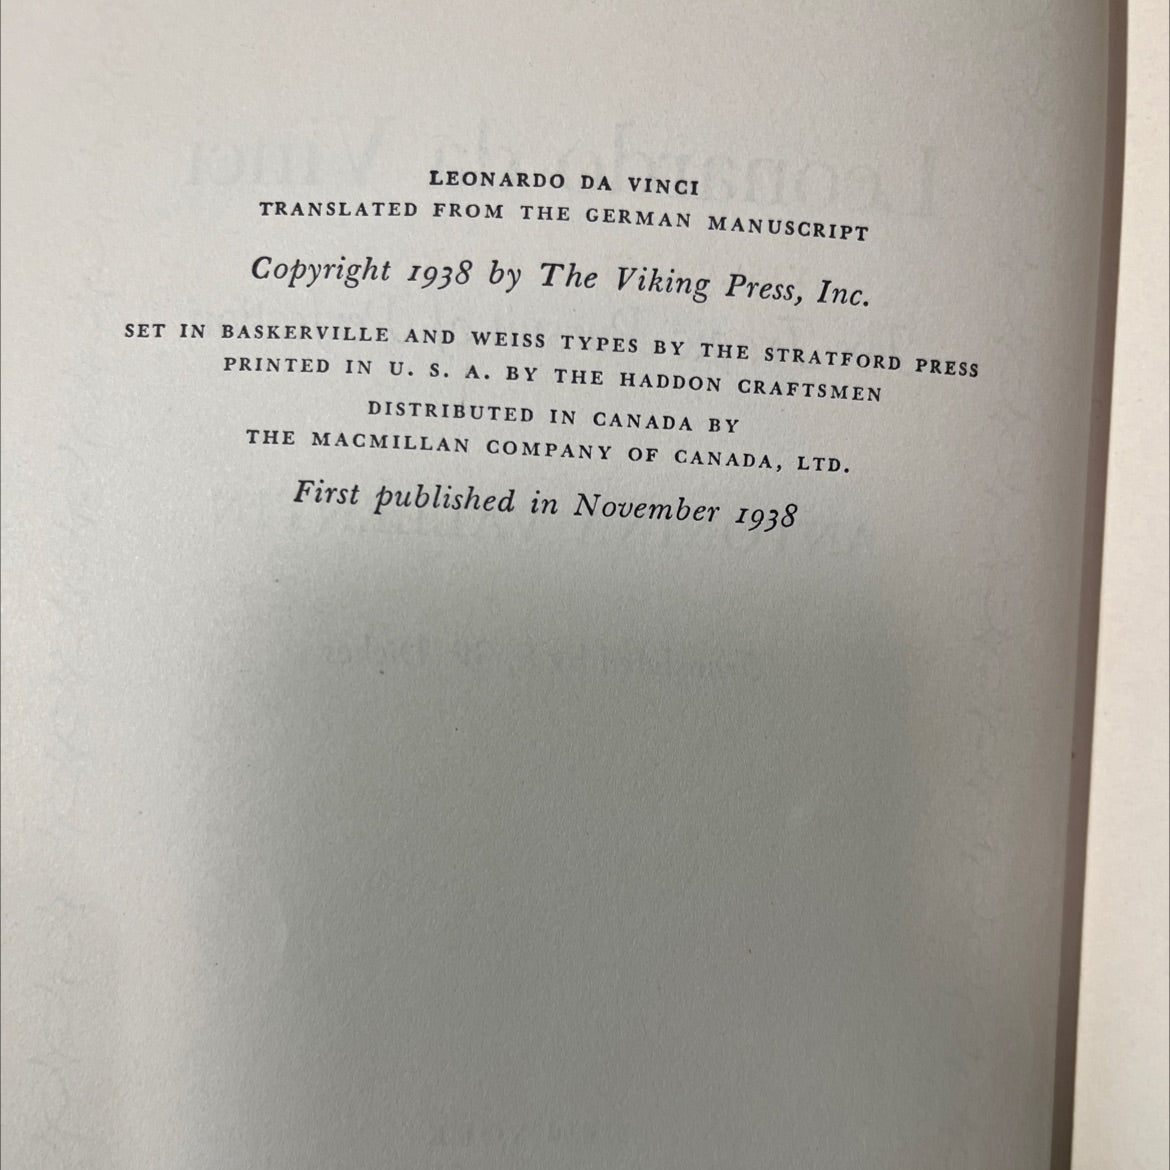 LEONARDO DA VINCI
TRANSLATED FROM THE GERMAN MANUSCRIPT
Copyright 1938 by The Viking Press, Inc.
SET IN BASKERVILLE AND WEISS TYPES BY THE STRATFORD PRESS
PRINTED IN U. S. A. BY THE HADDON CRAFTSMEN
DISTRIBUTED IN CANADA BY
THE MACMILLAN COMPANY OF CANADA, LTD.
First published in November 1938